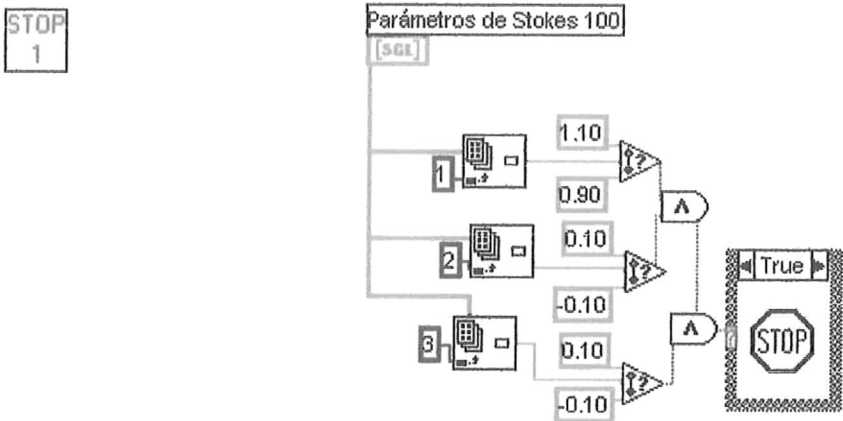 STOP
1
Parámetros de Stokes 100
[SGL]
1.10
?
1
0.90
Λ
0.10
2
?
True
-0.10
?
Λ
STOP
3
0.10
?
-0.10